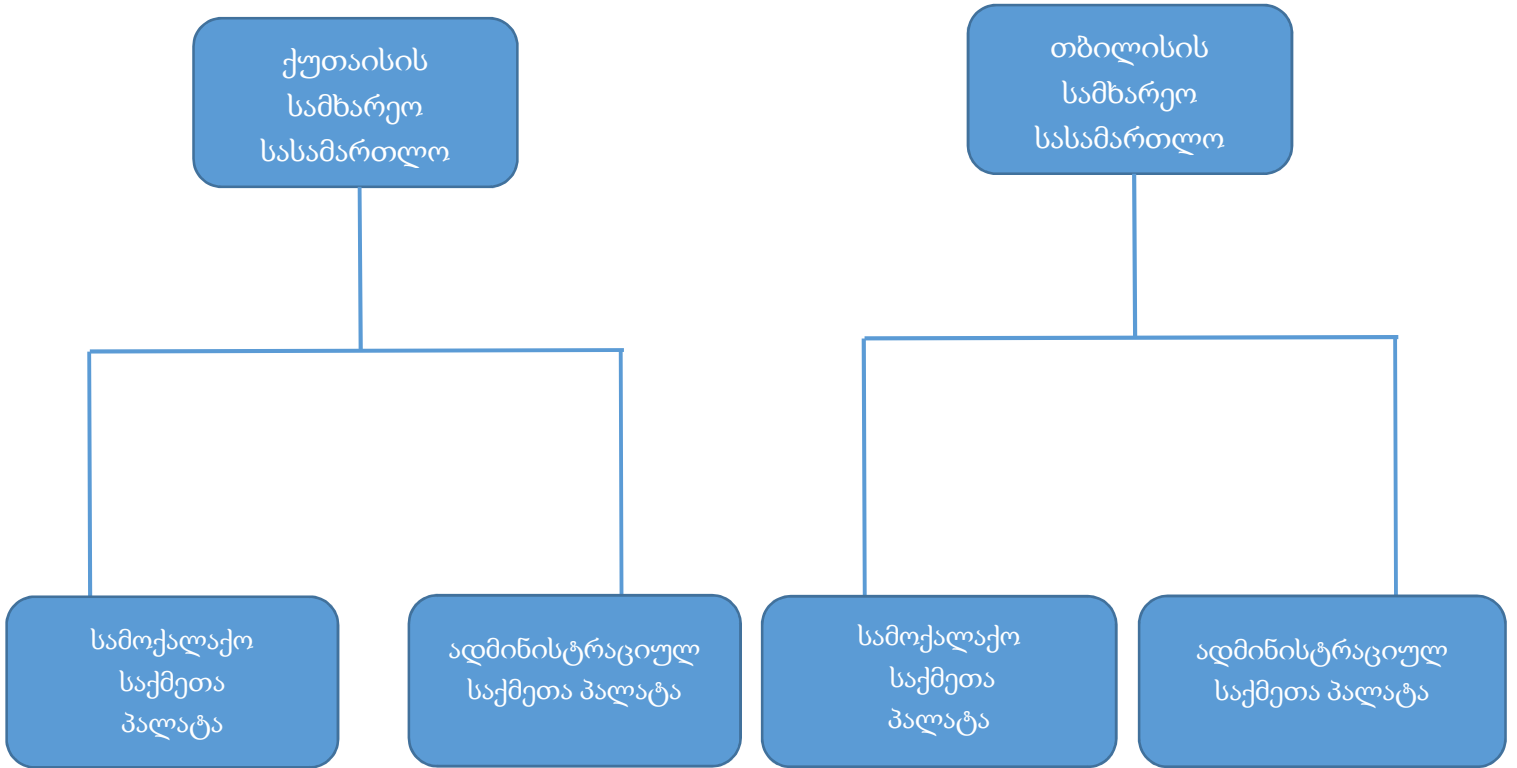 ქუთაისის
სამხარეო
სასამართლო
თბილისის
სამხარეო
სასამართლო
სამოქალაქო
საქმეთა
პალატა
ადმინისტრაციულ
საქმეთა პალატა
სამოქალაქო
საქმეთა
პალატა
ადმინისტრაციულ
საქმეთა პალატა